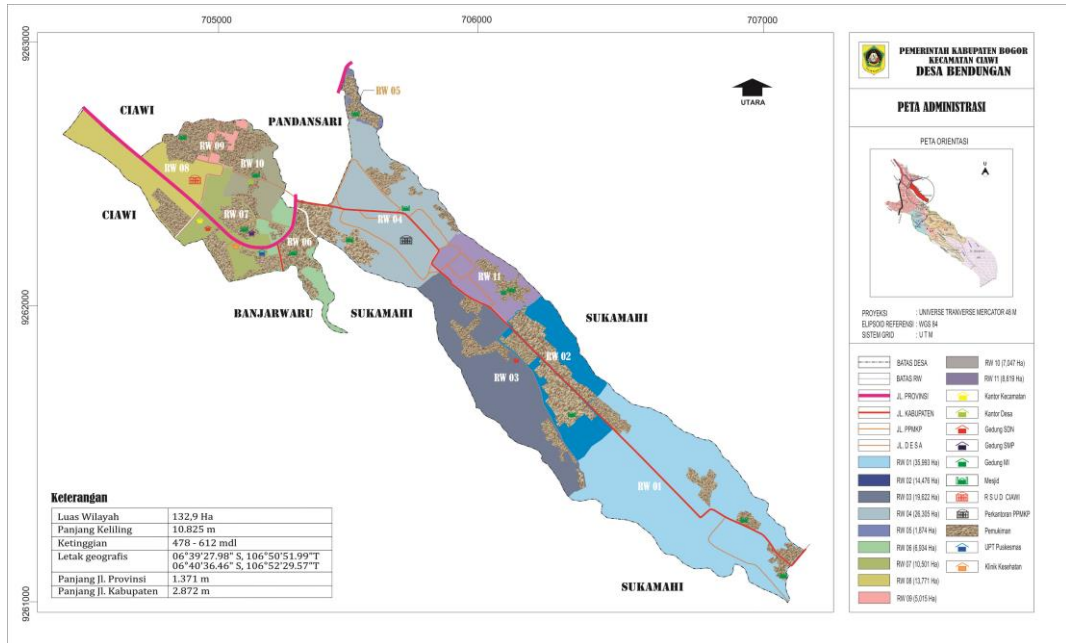 705000
706000
707000
9263000
9262000
9261000
CIAWI
PANDANSARI
RW 05
UTARA
RW 09
RW 10
RW 08
CIAWI
RW 07
RW 04
RW 06
RW 11
BANJARWARU
SUKAMAHI
SUKAMAHI
RW 02
RW 03
RW 01
SUKAMAHI
Keterangan
Luas Wilayah 132,9 Ha
Panjang Keliling 10.825 m
Ketinggian 478 - 612 mdl
Letak geografis 06°39'27.98" S, 106°50'51.99"T
06°40'36.46" S, 106°52'29.57"T
Panjang Jl. Provinsi 1.371 m
Panjang Jl. Kabupaten 2.872 m
PEMERINTAH KABUPATEN BOGOR
KECAMATAN CIAWI
DESA BENDUNGAN
PETA ADMINISTRASI
PETA ORIENTASI
U
PROYEKSI : UNIVERSE TRANVERSE MERCATOR 48 M
ELIPSOID REFERENSI : WGS 84
SISTEM GRID : U T M
BATAS DESA
BATAS RW
JL. PROVINSI
JL. KABUPATEN
JL. PPMKP
JL. D E S A
RW 01 (35,993 Ha)
RW 02 (14,476 Ha)
RW 03 (19,622 Ha)
RW 04 (26,305 Ha)
RW 05 (1,674 Ha)
RW 06 (6,934 Ha)
RW 07 (10,501 Ha)
RW 08 (13,771 Ha)
RW 09 (5,015 Ha)
RW 10 (7,047 Ha)
RW 11 (8,619 Ha)
Kantor Kecamatan
Kantor Desa
Gedung SDN
Gedung SMP
Gedung MI
Mesjid
R S U D CIAWI
Perkantoran PPMKP
Pemukiman
UPT Puskesmas
Klinik Kesehatan